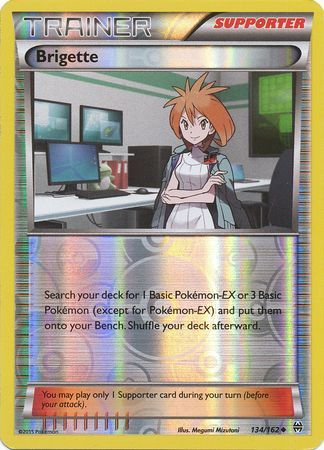 TRAINER
SUPPORTER
Brigette
Search your deck for 1 Basic Pokémon-EX or 3 Basic
Pokémon (except for Pokémon-EX) and put them
onto your Bench. Shuffle your deck afterward.
You may play only 1 Supporter card during your turn (before
your attack).
©2015 Pokémon
Illus. Megumi Mizutani
134/162